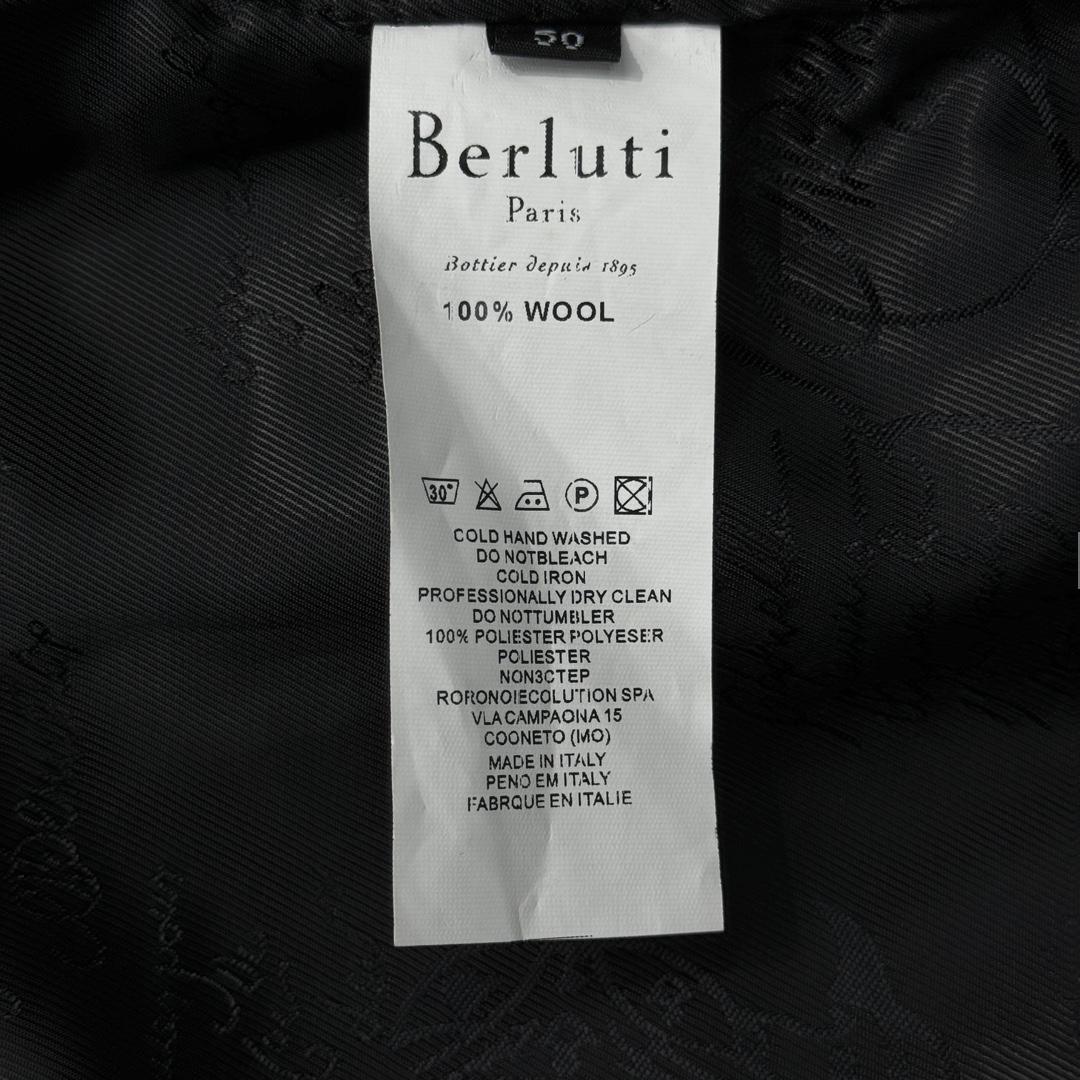 50
Berluti
Paris
Bottier depuis 1895
100% WOOL
30°
P
COLD HAND WASHED
DO NOTBLEACH
COLD IRON
PROFESSIONALLY DRY CLEAN
DO NOTTUMBLER
100% POLIESTER POLYESER
POLIESTER
NON3CTEP
RORONOIECOLUTION SPA
VLA CAMPAONA 15
COONETO (MO)
MADE IN ITALY
PENO EM ITALY
FABRQUE EN ITALIE